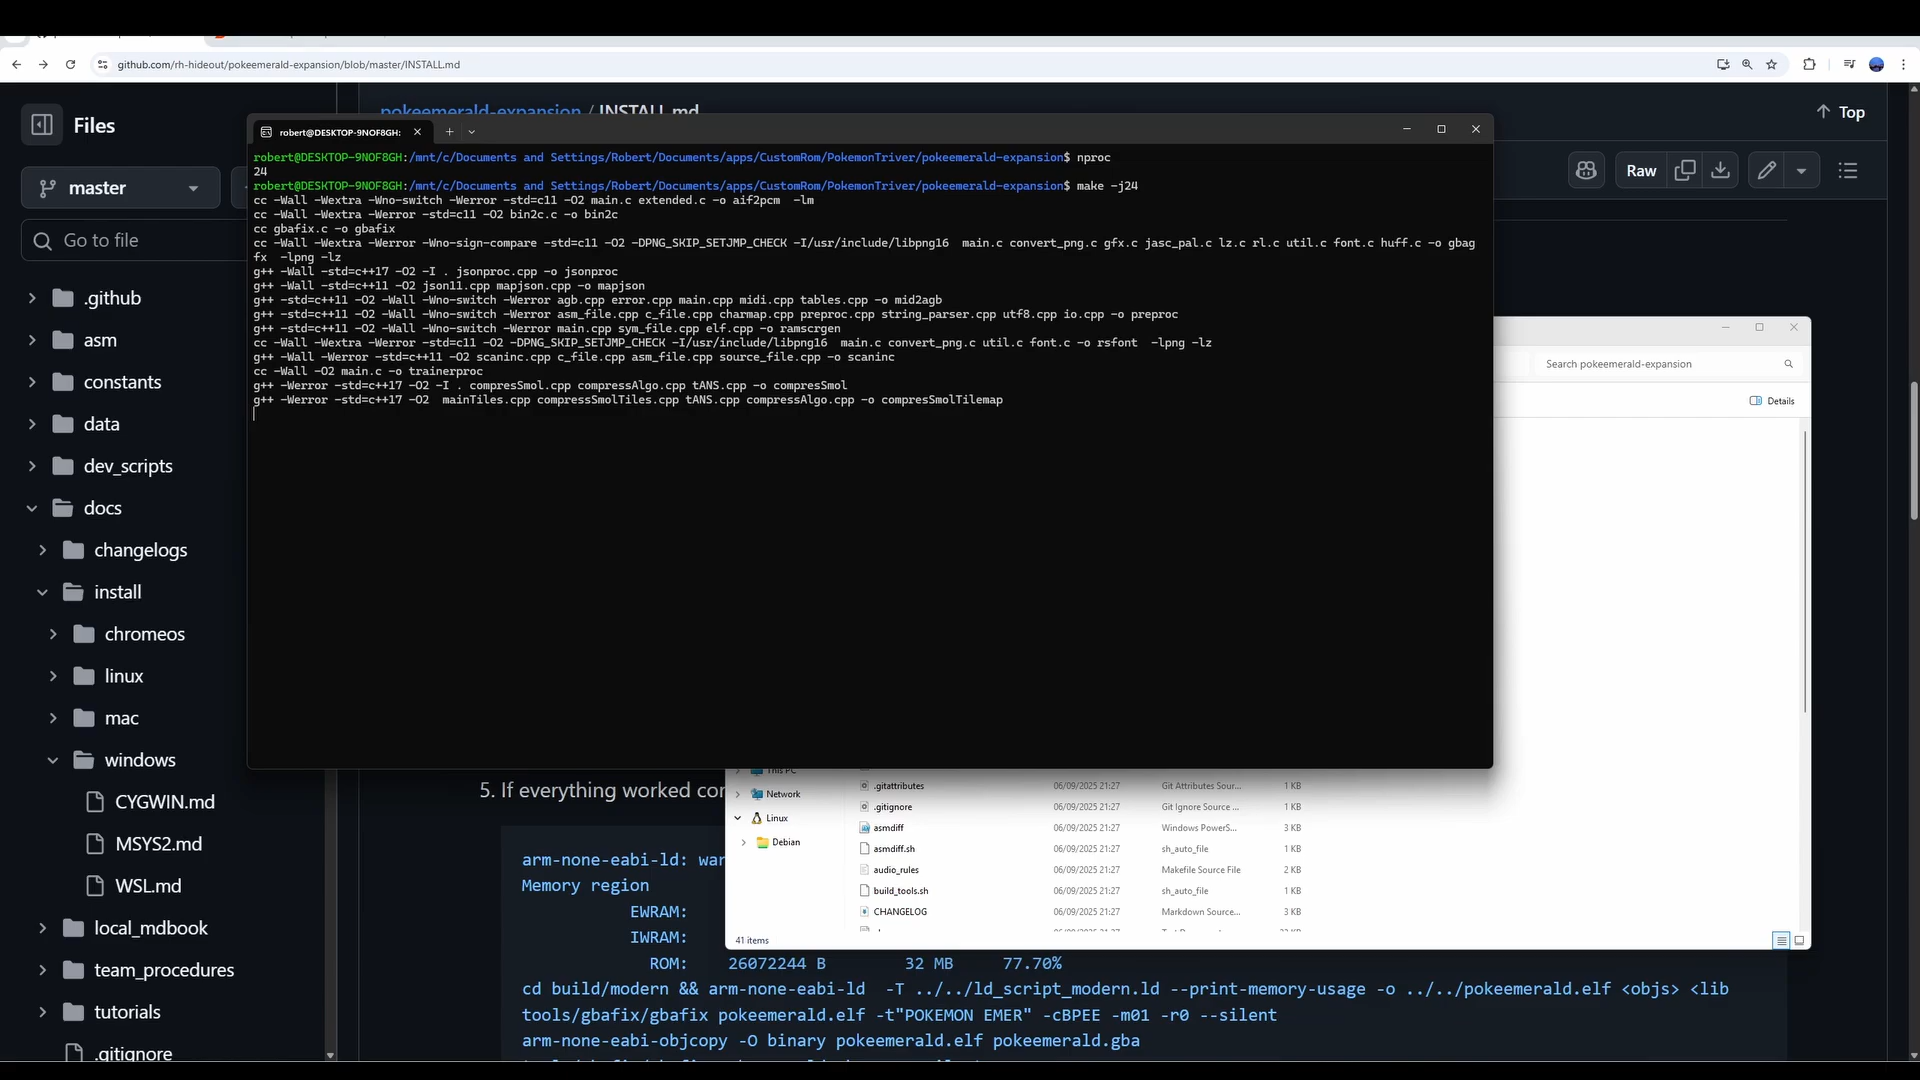 github.com/rh-hideout/pokeemerald-expansion/blob/master/INSTALL.md
Files
pokeemerald-expansion / INSTALL.md
Top
master
Raw
Go to file
.github
asm
constants
data
dev_scripts
docs
changelogs
install
chromeos
linux
mac
windows
CYGWIN.md
MSYS2.md
WSL.md
local_mdbook
team_procedures
tutorials
.gitignore
robert@DESKTOP-9NOF8GH:
robert@DESKTOP-9NOF8GH:/mnt/c/Documents and Settings/Robert/Documents/apps/CustomRom/PokemonTriver/pokeemerald-expansion$ nproc
24
robert@DESKTOP-9NOF8GH:/mnt/c/Documents and Settings/Robert/Documents/apps/CustomRom/PokemonTriver/pokeemerald-expansion$ make -j24
cc -Wall -Wextra -Wno-switch -Werror -std=c11 -O2 main.c extended.c -o aif2pcm  -lm
cc -Wall -Wextra -Werror -std=c11 -O2 bin2c.c -o bin2c
cc gbafix.c -o gbafix
cc -Wall -Wextra -Werror -Wno-sign-compare -std=c11 -O2 -DPNG_SKIP_SETJMP_CHECK -I/usr/include/libpng16  main.c convert_png.c gfx.c jasc_pal.c lz.c rl.c util.c font.c huff.c -o gbag
fx  -lpng -lz
g++ -Wall -std=c++17 -O2 -I . jsonproc.cpp -o jsonproc
g++ -Wall -std=c++11 -O2 json11.cpp mapjson.cpp -o mapjson
g++ -std=c++11 -O2 -Wall -Wno-switch -Werror agb.cpp error.cpp main.cpp midi.cpp tables.cpp -o mid2agb
g++ -std=c++11 -O2 -Wall -Wno-switch -Werror asm_file.cpp c_file.cpp charmap.cpp preproc.cpp string_parser.cpp utf8.cpp io.cpp -o preproc
g++ -std=c++11 -O2 -Wall -Wno-switch -Werror main.cpp sym_file.cpp elf.cpp -o ramscrgen
cc -Wall -Wextra -Werror -std=c11 -O2 -DPNG_SKIP_SETJMP_CHECK -I/usr/include/libpng16  main.c convert_png.c util.c font.c -o rsfont  -lpng -lz
g++ -Wall -Werror -std=c++11 -O2 scaninc.cpp c_file.cpp asm_file.cpp source_file.cpp -o scaninc
cc -Wall -O2 main.c -o trainerproc
g++ -Werror -std=c++17 -O2 -I . compresSmol.cpp compressAlgo.cpp tANS.cpp -o compresSmol
g++ -Werror -std=c++17 -O2  mainTiles.cpp compressSmolTiles.cpp tANS.cpp compressAlgo.cpp -o compresSmolTilemap
Search pokeemerald-expansion
Details
This PC
Network
Linux
Debian
.gitattributes 06/09/2025 21:27 Git Attributes Sour... 1 KB
.gitignore 06/09/2025 21:27 Git Ignore Source ... 1 KB
asmdiff 06/09/2025 21:27 Windows PowerS... 3 KB
asmdiff.sh 06/09/2025 21:27 sh_auto_file 1 KB
audio_rules 06/09/2025 21:27 Makefile Source File 2 KB
build_tools.sh 06/09/2025 21:27 sh_auto_file 1 KB
CHANGELOG 06/09/2025 21:27 Markdown Source... 3 KB
41 items
5. If everything worked cor
arm-none-eabi-ld: war
Memory region
EWRAM:
IWRAM:
ROM: 26072244 B 32 MB 77.70%
cd build/modern && arm-none-eabi-ld  -T ../../ld_script_modern.ld --print-memory-usage -o ../../pokeemerald.elf <objs> <lib
tools/gbafix/gbafix pokeemerald.elf -t"POKEMON EMER" -cBPEE -m01 -r0 --silent
arm-none-eabi-objcopy -O binary pokeemerald.elf pokeemerald.gba